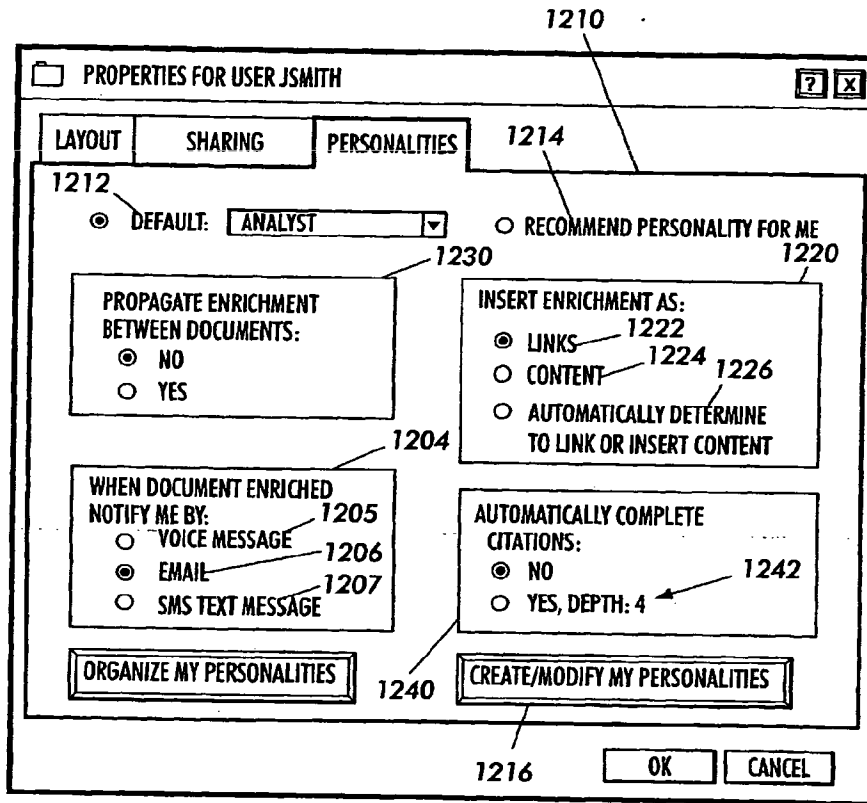 1210
PROPERTIES FOR USER JSMITH
? X
LAYOUT SHARING PERSONALITIES 1214
1212
DEFAULT: ANALYST RECOMMEND PERSONALITY FOR ME
1230 1220
PROPAGATE ENRICHMENT
BETWEEN DOCUMENTS:
NO
YES
INSERT ENRICHMENT AS:
LINKS 1222
CONTENT 1224 1226
AUTOMATICALLY DETERMINE
TO LINK OR INSERT CONTENT
1204
WHEN DOCUMENT ENRICHED
NOTIFY ME BY: 1205
VOICE MESSAGE 1206
EMAIL 1207
SMS TEXT MESSAGE
AUTOMATICALLY COMPLETE
CITATIONS:
NO 1242
YES, DEPTH: 4
ORGANIZE MY PERSONALITIES 1240 CREATE/MODIFY MY PERSONALITIES
1216 OK CANCEL